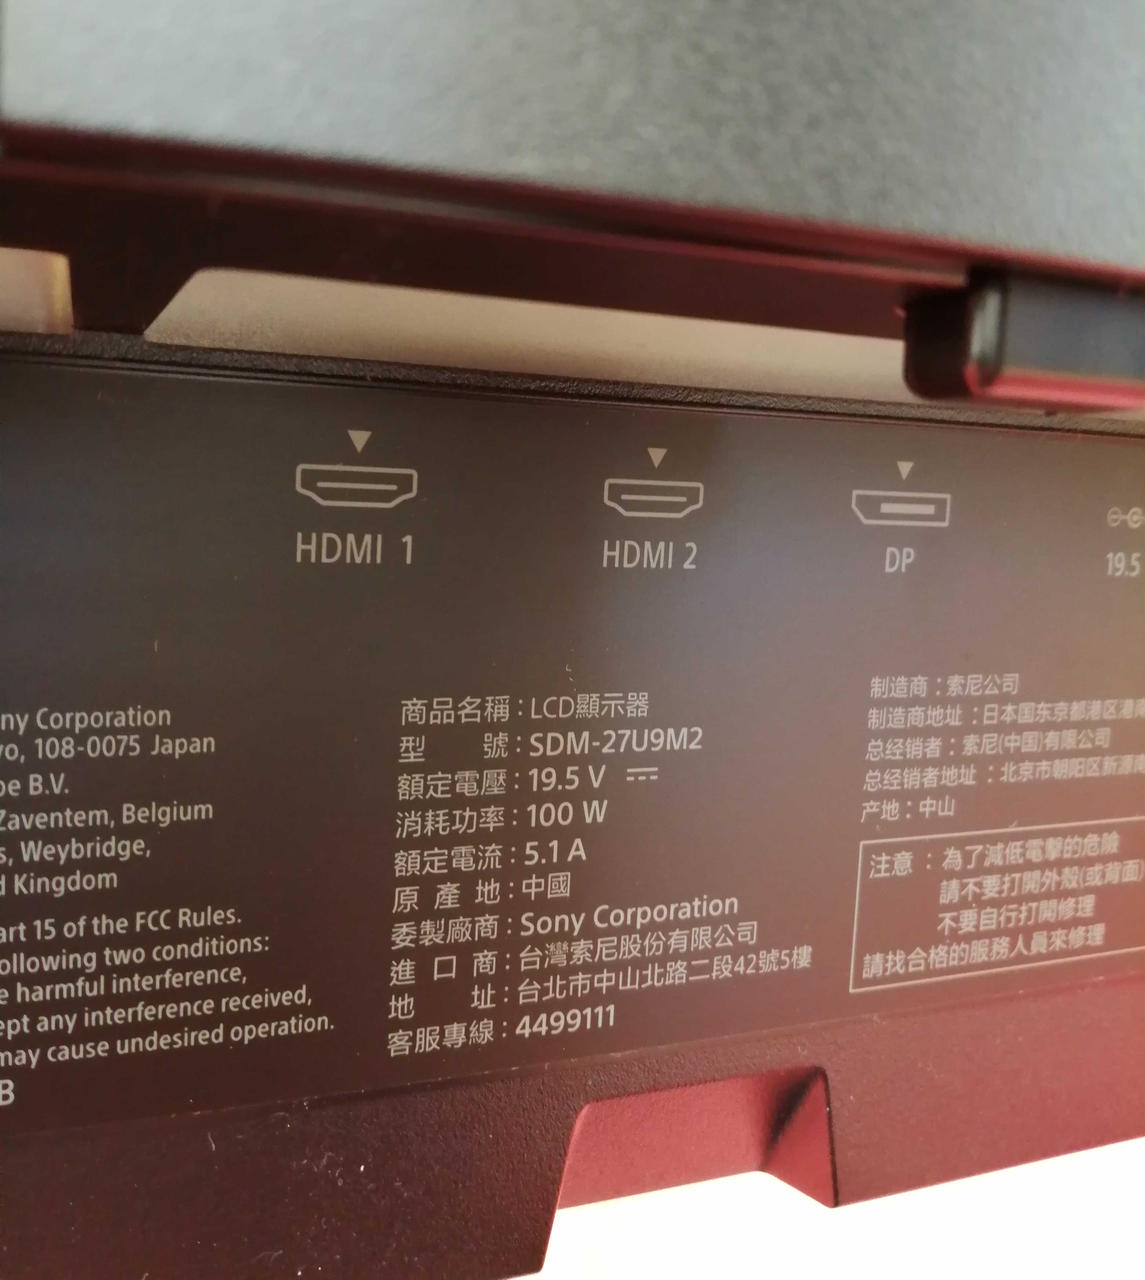 HDMI 1
HDMI 2
DP
19.5
ny Corporation
yo, 108-0075 Japan
pe B.V.
Zaventem, Belgium
s, Weybridge,
d Kingdom
art 15 of the FCC Rules.
ollowing two conditions:
e harmful interference,
ept any interference received,
may cause undesired operation.
B
商品名稱：LCD顯示器
型 號：SDM-27U9M2
額定電壓：19.5 V
消耗功率：100 W
額定電流：5.1 A
原 產 地：中國
委製廠商：Sony Corporation
進 口 商：台灣索尼股份有限公司
地 址：台北市中山北路二段42號5樓
客服專線：4499111
制造商：索尼公司
制造商地址：日本国东京都港区港南
总经销者：索尼(中国)有限公司
总经销者地址：北京市朝阳区新源南
产地：中山
注意：為了減低電擊的危險
請不要打開外殼(或背面)
不要自行打開修理
請找合格的服務人員來修理